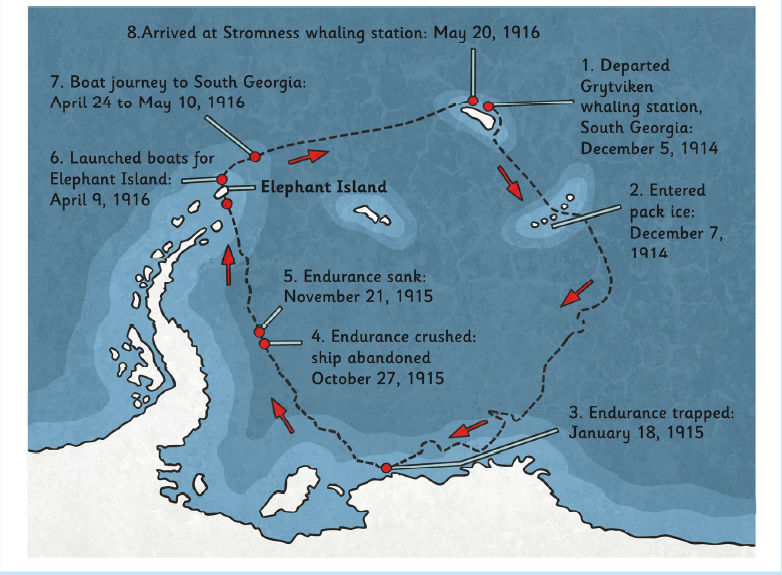 8.Arrived at Stromness whaling station: May 20, 1916
1. Departed
Grytviken
whaling station,
South Georgia:
December 5, 1914
7. Boat journey to South Georgia:
April 24 to May 10, 1916
6. Launched boats for
Elephant Island:
April 9, 1916
Elephant Island
2. Entered
pack ice:
December 7,
1914
5. Endurance sank:
November 21, 1915
4. Endurance crushed:
ship abandoned
October 27, 1915
3. Endurance trapped:
January 18, 1915